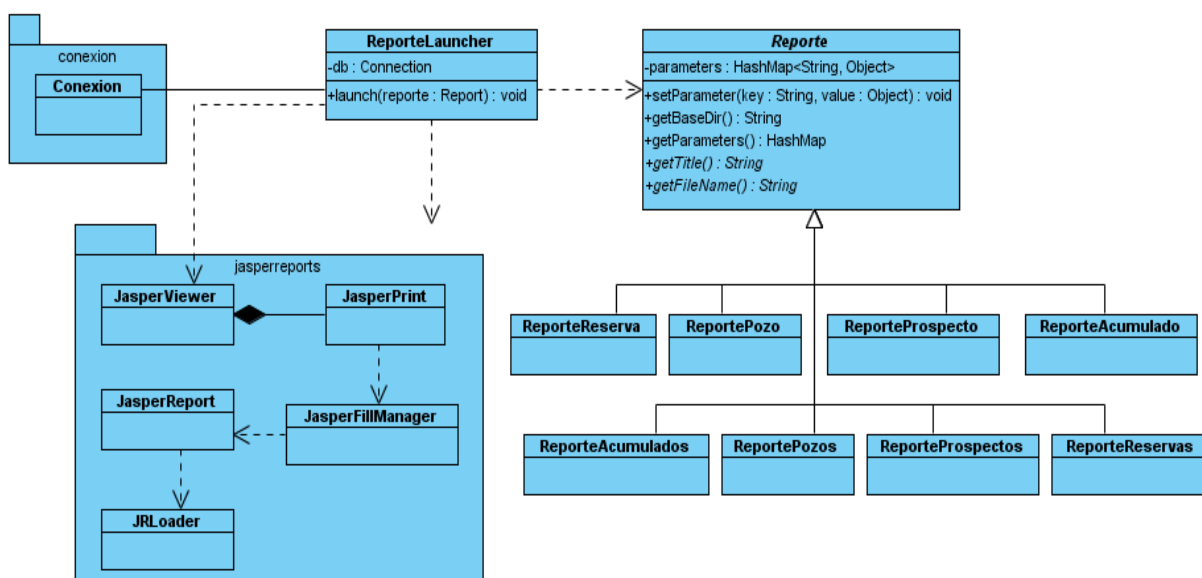 conexion
Conexion
ReporteLauncher
-db : Connection
+launch(reporte : Report) : void
Reporte
-parameters : HashMap<String, Object>
+setParameter(key : String, value : Object) : void
+getBaseDir() : String
+getParameters() : HashMap
+getTitle() : String
+getFileName() : String
jasperreports
JasperViewer
JasperPrint
JasperReport
JasperFillManager
JRLoader
ReporteReserva
ReportePozo
ReporteProspecto
ReporteAcumulado
ReporteAcumulados
ReportePozos
ReporteProspectos
ReporteReservas